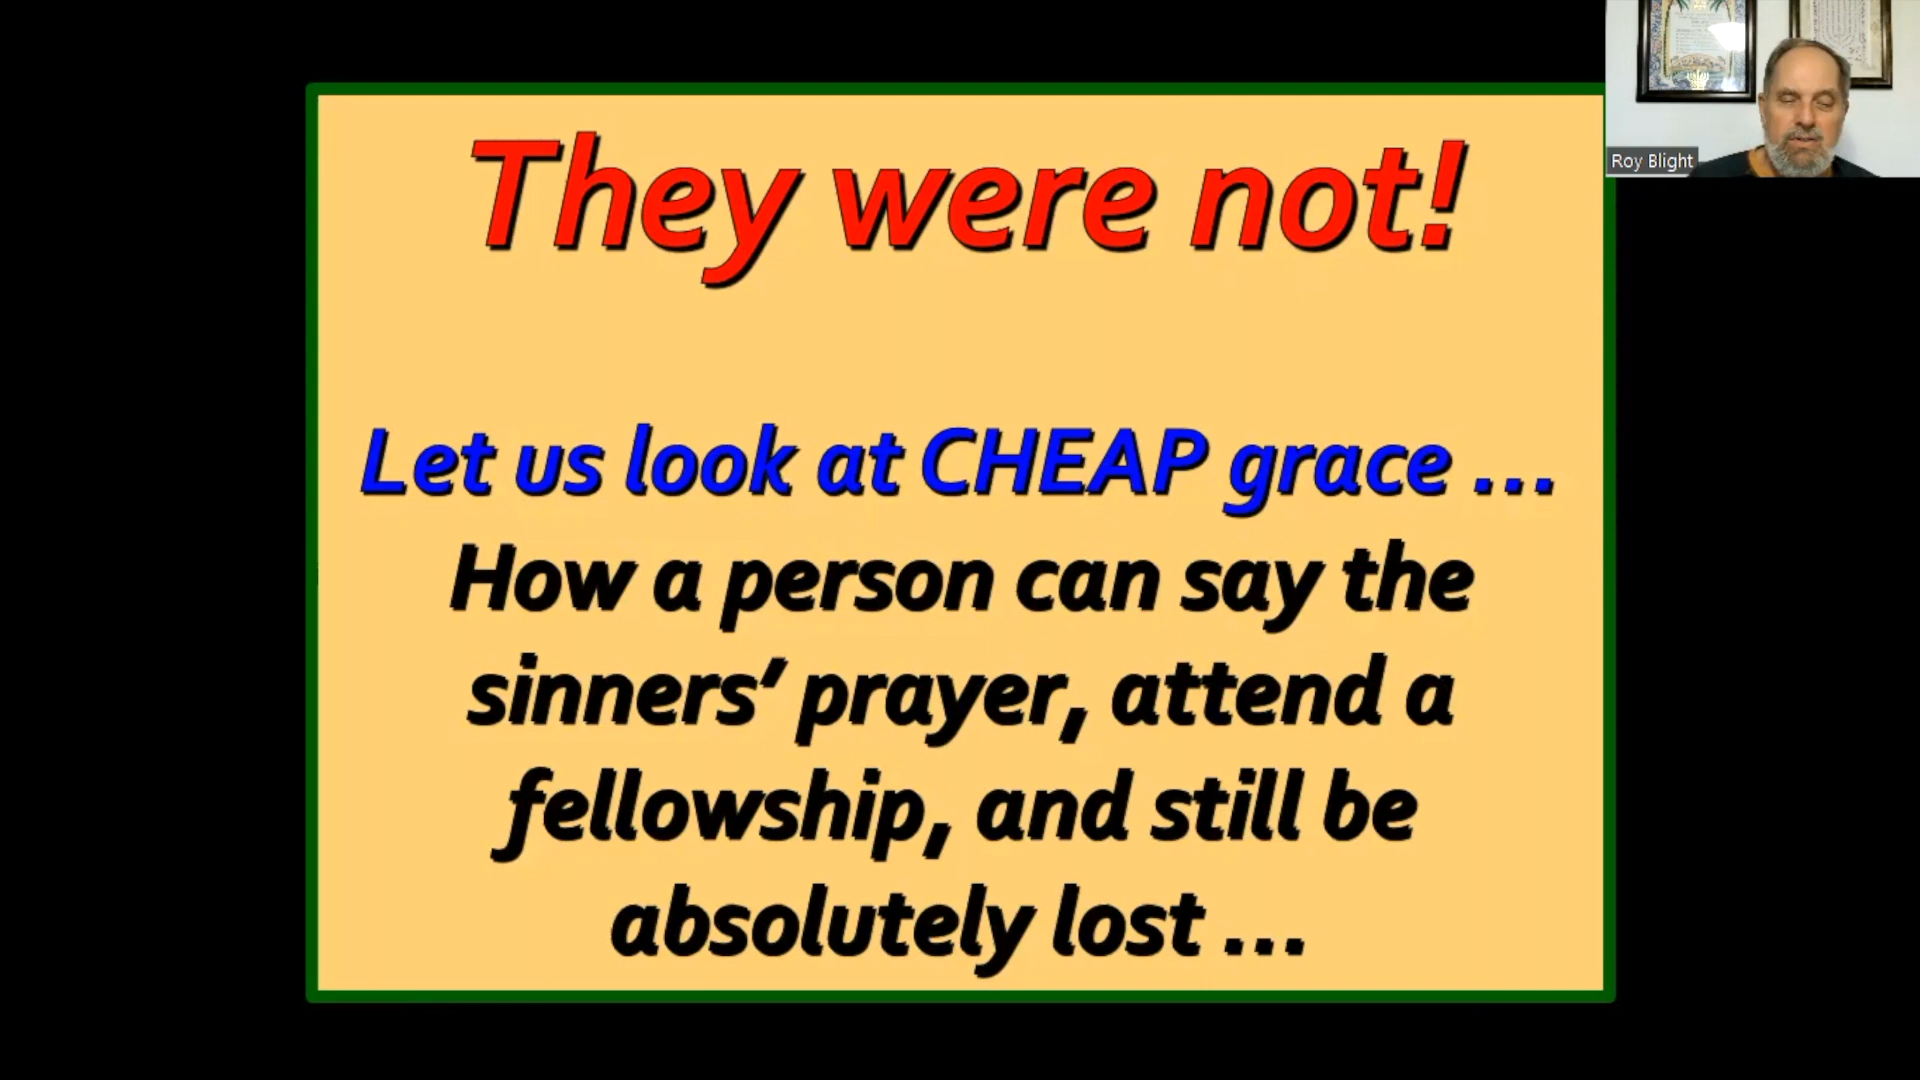 They were not!
Let us look at CHEAP grace ...
How a person can say the
sinners’ prayer, attend a
fellowship, and still be
absolutely lost ...
Roy Blight